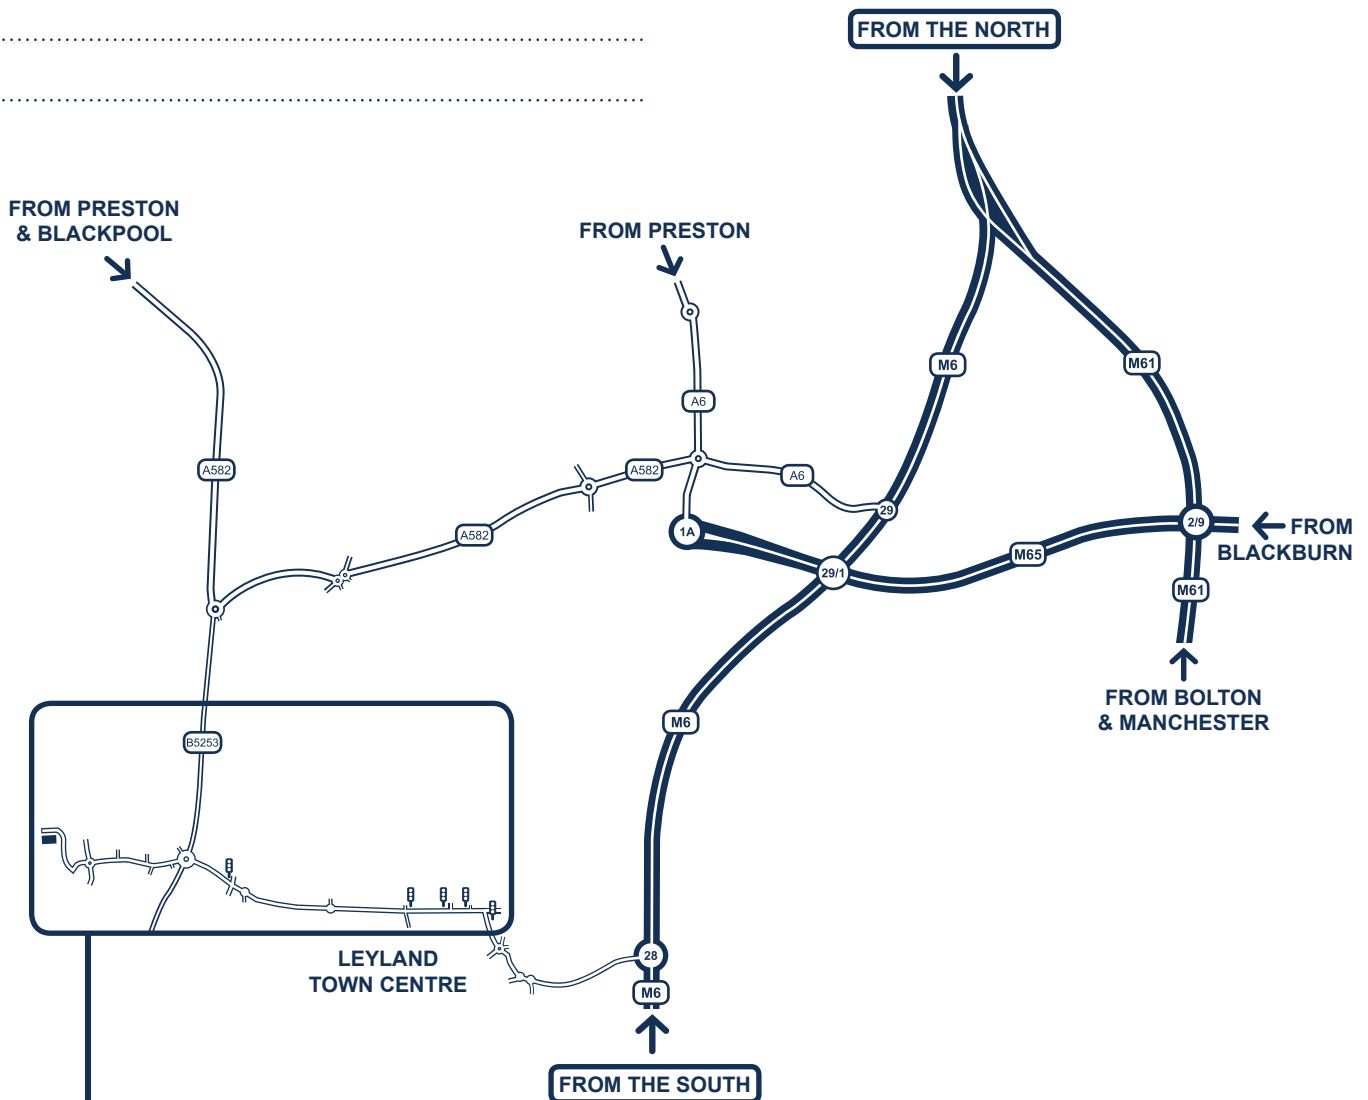 FROM THE NORTH
FROM PRESTON
& BLACKPOOL
FROM PRESTON
M6
M61
A6
A582
A582
A6
29
1A
A582
2/9
FROM
BLACKBURN
M65
29/1
M61
FROM BOLTON
& MANCHESTER
M6
B5253
LEYLAND
TOWN CENTRE
28
M6
FROM THE SOUTH